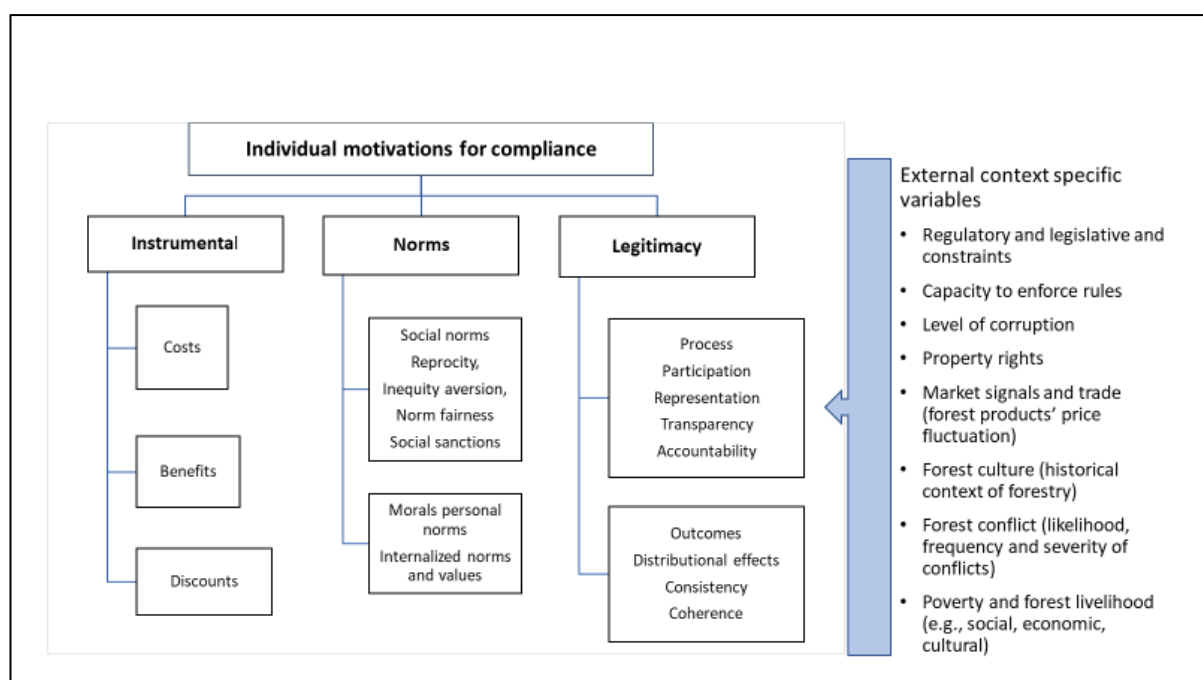 Individual motivations for compliance
Instrumental
Norms
Legitimacy
Costs
Benefits
Discounts
Social norms
Reprocity,
Inequity aversion,
Norm fairness
Social sanctions
Morals personal
norms
Internalized norms
and values
Process
Participation
Representation
Transparency
Accountability
Outcomes
Distributional effects
Consistency
Coherence
External context specific
variables
• Regulatory and legislative and
constraints
• Capacity to enforce rules
• Level of corruption
• Property rights
• Market signals and trade
(forest products’ price
fluctuation)
• Forest culture (historical
context of forestry)
• Forest conflict (likelihood,
frequency and severity of
conflicts)
• Poverty and forest livelihood
(e.g., social, economic,
cultural)